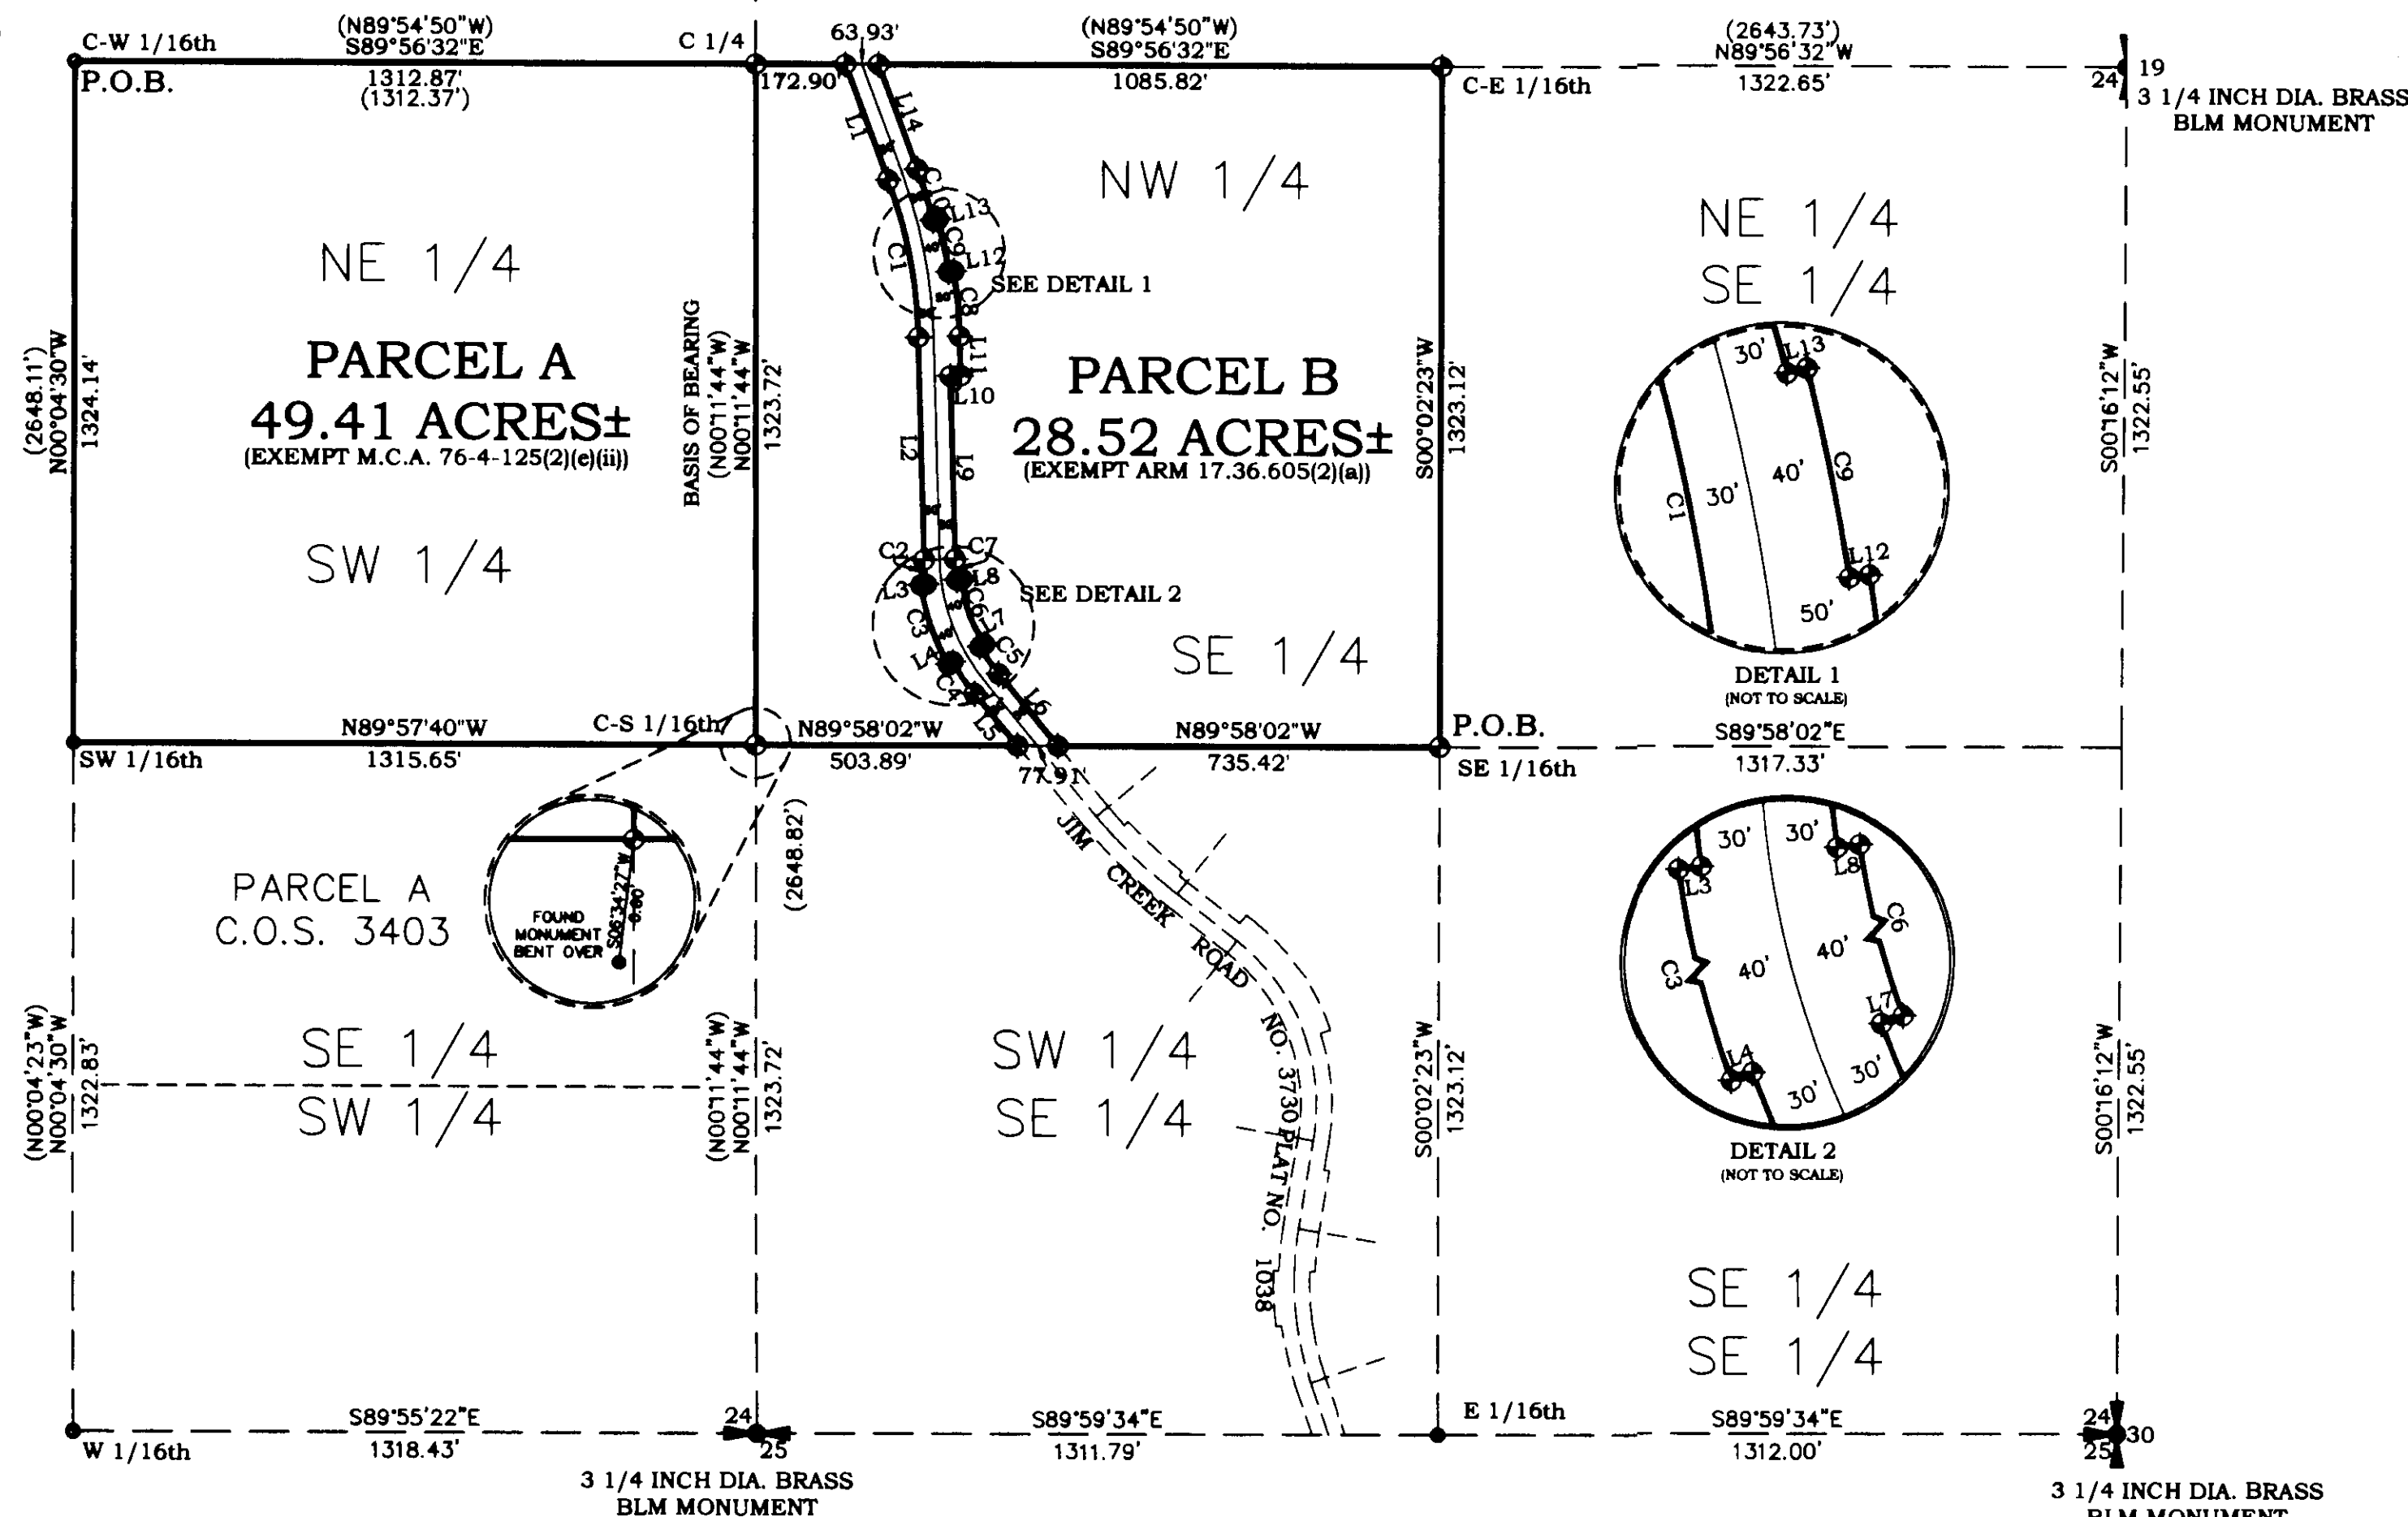 (N89°54'50"W)
S89°56'32"E
1312.87'
(1312.37')
C-W 1/16th
P.O.B.
C 1/4
63.93'
172.90'
(N89°54'50"W)
S89°56'32"E
1085.82'
C-E 1/16th
(2643.73')
N89°56'32"W
1322.65'
24
19
3 1/4 INCH DIA. BRASS
BLM MONUMENT
L1
L14
C10
L13
C9
L12
C1
C8
SEE DETAIL 1
L11
L10
L2
L9
C2
C7
L3
L8
C6
SEE DETAIL 2
C3
L7
L4
C5
C4
L6
L5
NE 1/4
PARCEL A
49.41 ACRES±
(EXEMPT M.C.A. 76-4-125(2)(e)(ii))
SW 1/4
(2648.11')
N00°04'30"W
1324.14'
BASIS OF BEARING
(N00°11'44"W)
N00°11'44"W
1323.72'
NW 1/4
PARCEL B
28.52 ACRES±
(EXEMPT ARM 17.36.605(2)(a))
SE 1/4
S00°02'23"W
1323.12'
NE 1/4
SE 1/4
S00°16'12"W
1322.55'
30'
L13
C9
40'
30'
C1
L12
50'
DETAIL 1
(NOT TO SCALE)
N89°57'40"W
1315.65'
SW 1/16th
C-S 1/16th
N89°58'02"W
503.89'
77.91'
N89°58'02"W
735.42'
P.O.B.
SE 1/16th
S89°58'02"E
1317.33'
(2648.82')
FOUND
MONUMENT
BENT OVER
S06°34'27"W
0.60'
PARCEL A
C.O.S. 3403
SE 1/4
SW 1/4
(N00°04'23"W)
N00°04'30"W
1322.83'
(N00°11'44"W)
N00°11'44"W
1323.72'
JIM CREEK ROAD NO. 3730 PLAT NO. 1038
SW 1/4
SE 1/4
S00°02'23"W
1323.12'
30'
30'
L3
L8
C6
40'
40'
C3
L7
L4
30'
30'
DETAIL 2
(NOT TO SCALE)
S00°16'12"W
1322.55'
SE 1/4
SE 1/4
W 1/16th
S89°55'22"E
1318.43'
24
25
3 1/4 INCH DIA. BRASS
BLM MONUMENT
S89°59'34"E
1311.79'
E 1/16th
S89°59'34"E
1312.00'
24
25
30
3 1/4 INCH DIA. BRASS
BLM MONUMENT